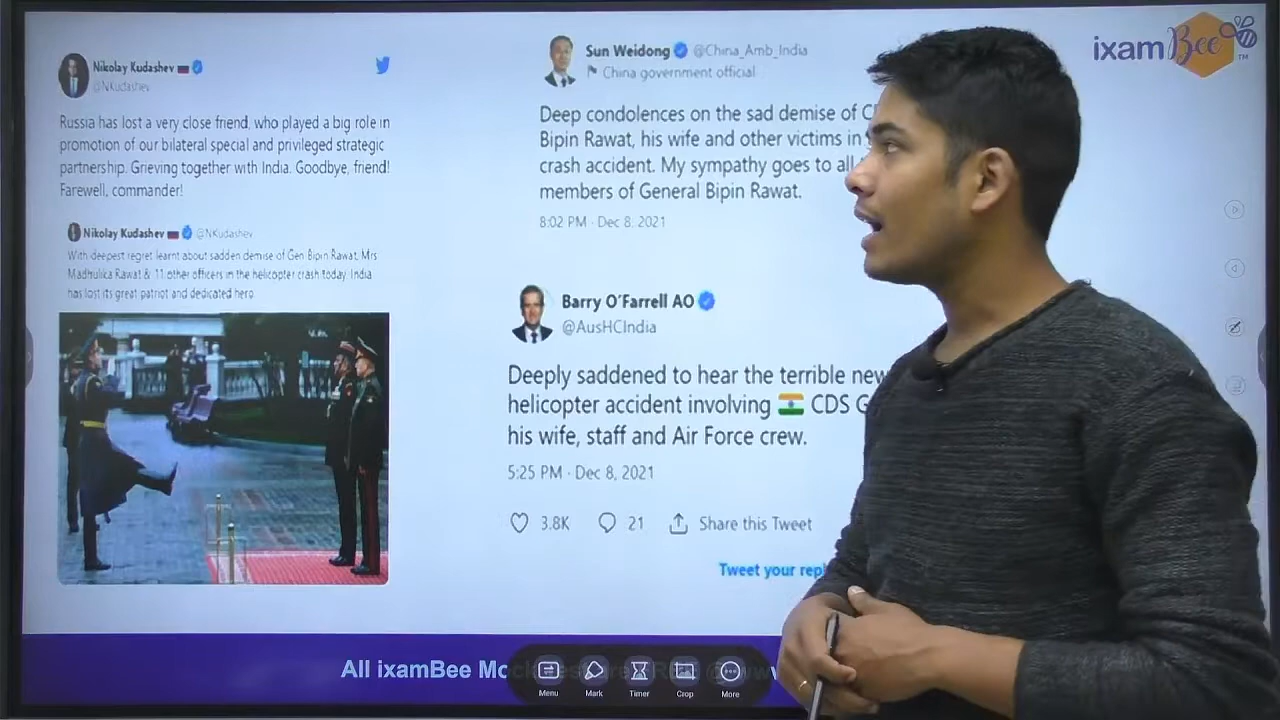 ixamBee
TM
Nikolay Kudashev
@NKudashev
Russia has lost a very close friend, who played a big role in
promotion of our bilateral special and privileged strategic
partnership. Grieving together with India. Goodbye, friend!
Farewell, commander!
Nikolay Kudashev @NKudashev
With deepest regret learnt about sadden demise of Gen Bipin Rawat, Mrs
Madhulika Rawat & 11 other officers in the helicopter crash today. India
has lost its great patriot and dedicated hero
Sun Weidong @China_Amb_India
China government official
Deep condolences on the sad demise of
Bipin Rawat, his wife and other victims in
crash accident. My sympathy goes to all
members of General Bipin Rawat.
8:02 PM · Dec 8, 2021
Barry O'Farrell AO
@AusHCIndia
Deeply saddened to hear the terrible
helicopter accident involving CDS
his wife, staff and Air Force crew.
5:25 PM · Dec 8, 2021
3.8K 21 Share this Tweet
Tweet your
All ixamBee
Menu Mark Timer Crop More